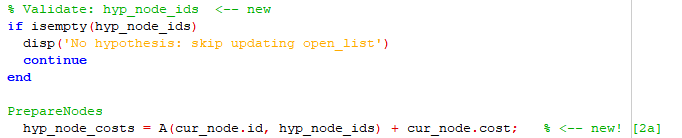 % Validate: hyp_node_ids  <-- new
if isempty(hyp_node_ids)
  disp('No hypothesis: skip updating open_list')
  continue
end

PrepareNodes
  hyp_node_costs = A(cur_node.id, hyp_node_ids) + cur_node.cost;   % <-- new! [2a]